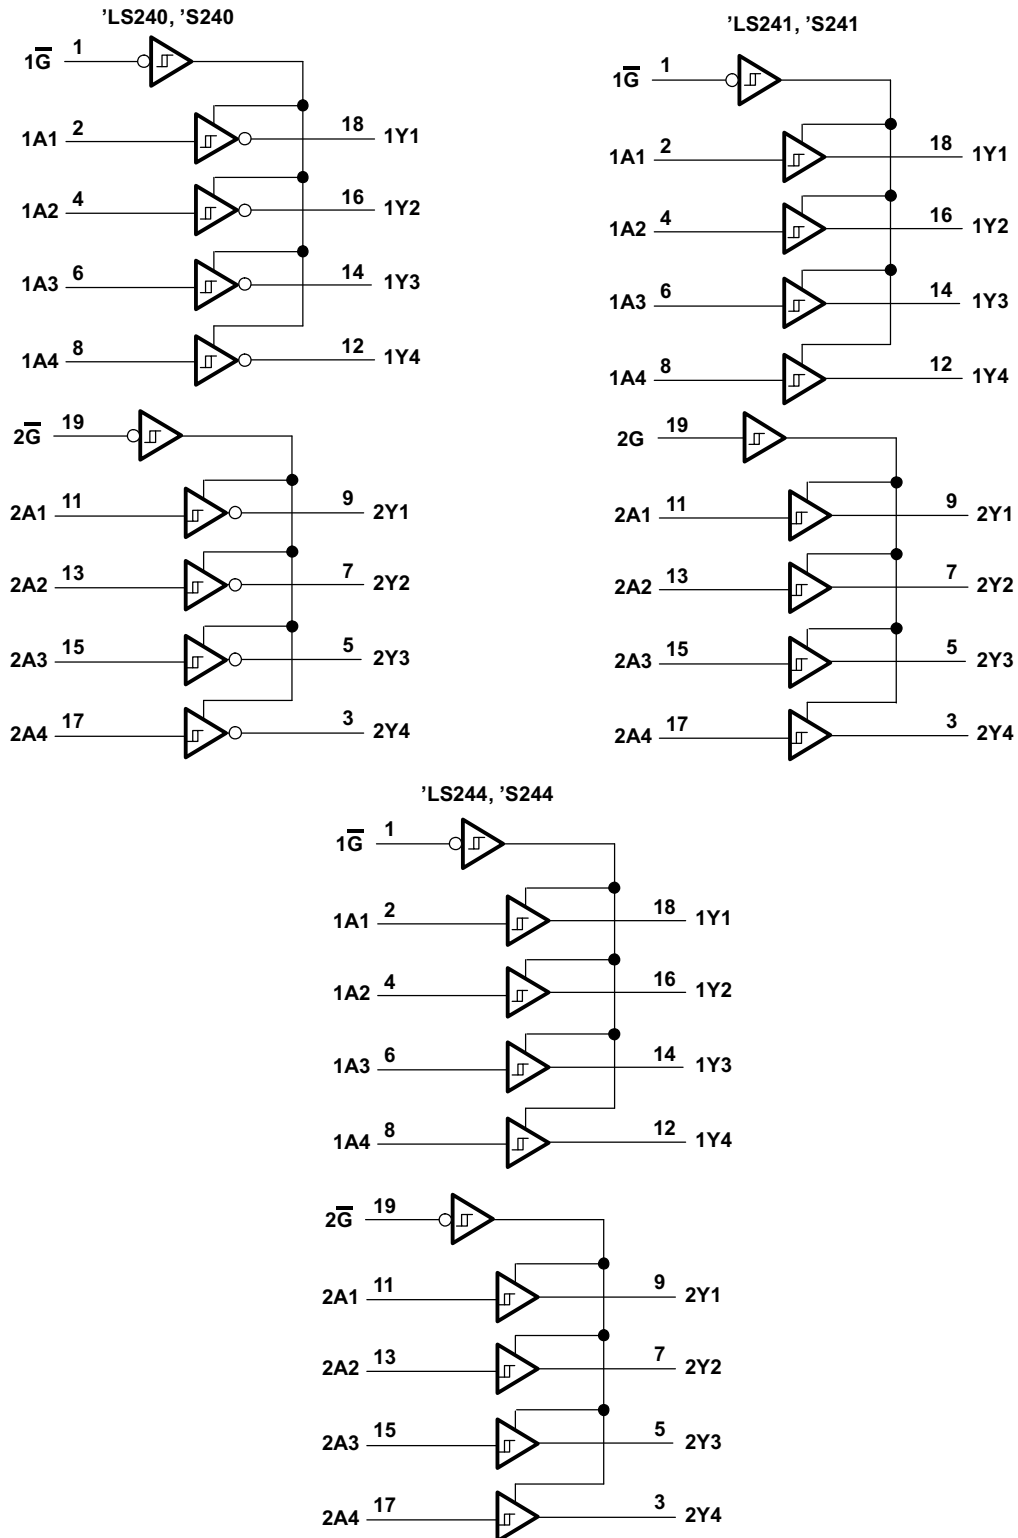 'LS240, 'S240
1G̅ 1
1A1 2 18 1Y1
1A2 4 16 1Y2
1A3 6 14 1Y3
1A4 8 12 1Y4
2G̅ 19
2A1 11 9 2Y1
2A2 13 7 2Y2
2A3 15 5 2Y3
2A4 17 3 2Y4
'LS241, 'S241
1G̅ 1
1A1 2 18 1Y1
1A2 4 16 1Y2
1A3 6 14 1Y3
1A4 8 12 1Y4
2G 19
2A1 11 9 2Y1
2A2 13 7 2Y2
2A3 15 5 2Y3
2A4 17 3 2Y4
'LS244, 'S244
1G̅ 1
1A1 2 18 1Y1
1A2 4 16 1Y2
1A3 6 14 1Y3
1A4 8 12 1Y4
2G̅ 19
2A1 11 9 2Y1
2A2 13 7 2Y2
2A3 15 5 2Y3
2A4 17 3 2Y4